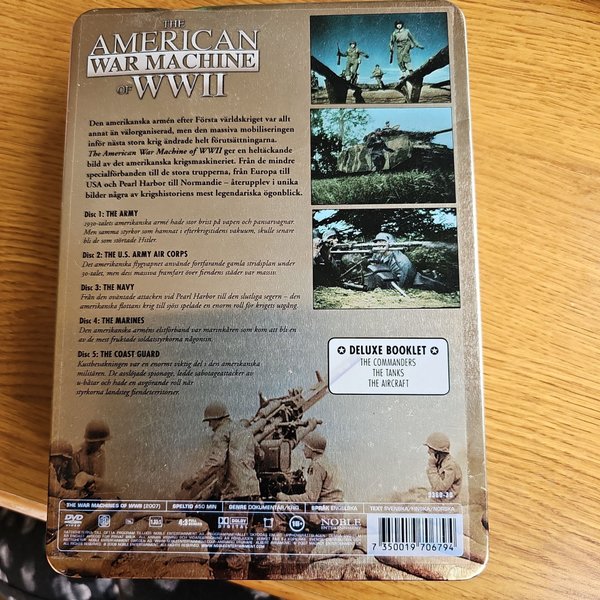 THE
AMERICAN
WAR MACHINE
OF WWII
Den amerikanska armén efter Första världskriget var allt
annat än välorganiserad, men den massiva mobiliseringen
inför nästa stora krig ändrade helt förutsättningarna.
The American War Machine of WWII ger en heltäckande
bild av det amerikanska krigsmaskineriet. Från de mindre
specialförbanden till de stora trupperna, från Europa till
USA och Pearl Harbor till Normandie – återupplev i unika
bilder några av krigshistoriens mest legendariska ögonblick.
Disc 1: THE ARMY
1930-talets amerikanska armé hade stor brist på vapen och pansarvagnar.
Men samma styrkor som hamnat i efterkrigstidens vakuum, skulle senare
bli de som störtade Hitler.
Disc 2: THE U.S. ARMY AIR CORPS
Det amerikanska flygvapnet använde fortfarande gamla stridsplan under
30-talet, men dess massiva framfart över fiendens städer var massiv.
Disc 3: THE NAVY
Från den oväntade attacken vid Pearl Harbor till den slutliga segern – den
amerikanska flottans krig till sjöss spelade en enorm roll för krigets utgång.
Disc 4: THE MARINES
Den amerikanska arméns elitförband var marinkåren som kom att bli en
av de mest fruktade soldatstyrkorna någonsin.
Disc 5: THE COAST GUARD
Kustbevakningen var en enormt viktig del i den amerikanska
militären. De avslöjade spionage, ledde sabotageattacker av
u-båtar och hade en avgörande roll när
styrkorna landsteg fiendeterritorier.
DELUXE BOOKLET
THE COMMANDERS
THE TANKS
THE AIRCRAFT
THE WAR MACHINES OF WWII (2007) SPELTID 450 MIN GENRE DOKUMENTÄR/KRIG SPRÅK ENGELSKA TEXT SVENSKA/FINSKA/NORSKA
DVD VIDEO 4:3 DOLBY 15+ NOBLE
7 350019 706794